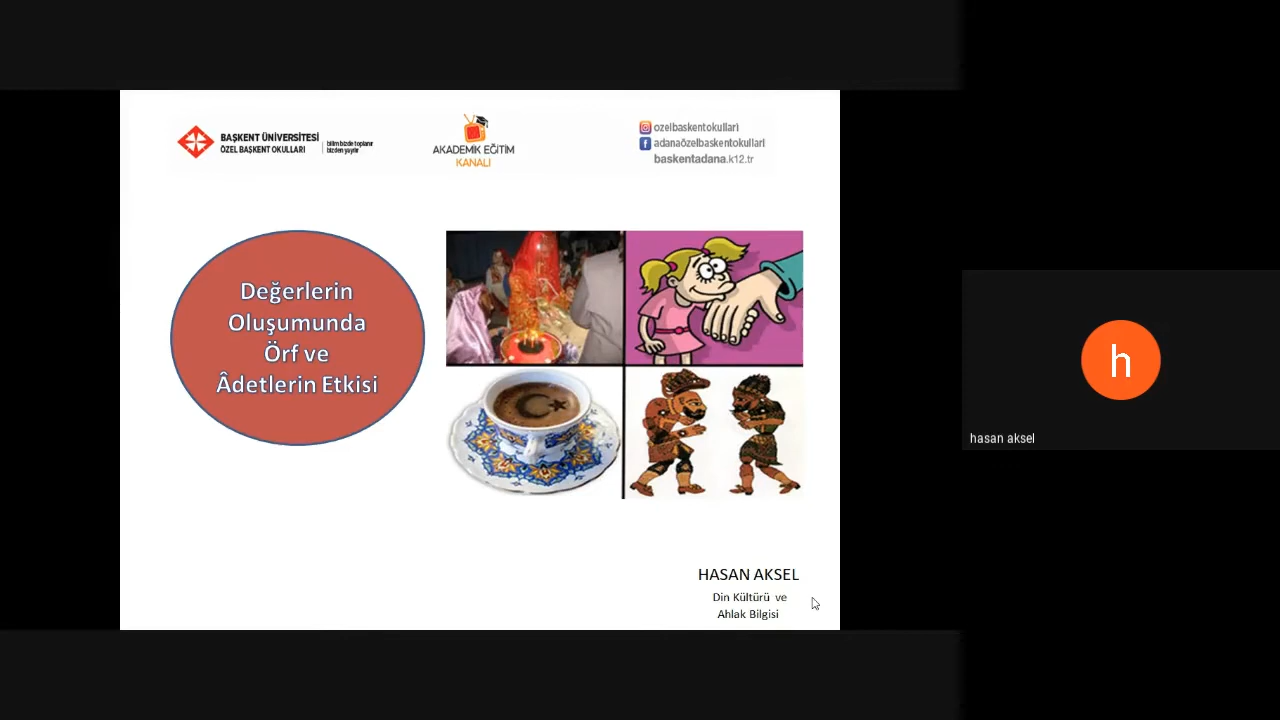 BAŞKENT ÜNİVERSİTESİ
ÖZEL BAŞKENT OKULLARI
bilim bizde toplanır
bizden yayılır
AKADEMİK EĞİTİM
KANALI
ozelbaskentokullari
adanaözelbaskentokullari
baskentadana.k12.tr
Değerlerin
Oluşumunda
Örf ve
Âdetlerin Etkisi
HASAN AKSEL
Din Kültürü ve
Ahlak Bilgisi
h
hasan aksel